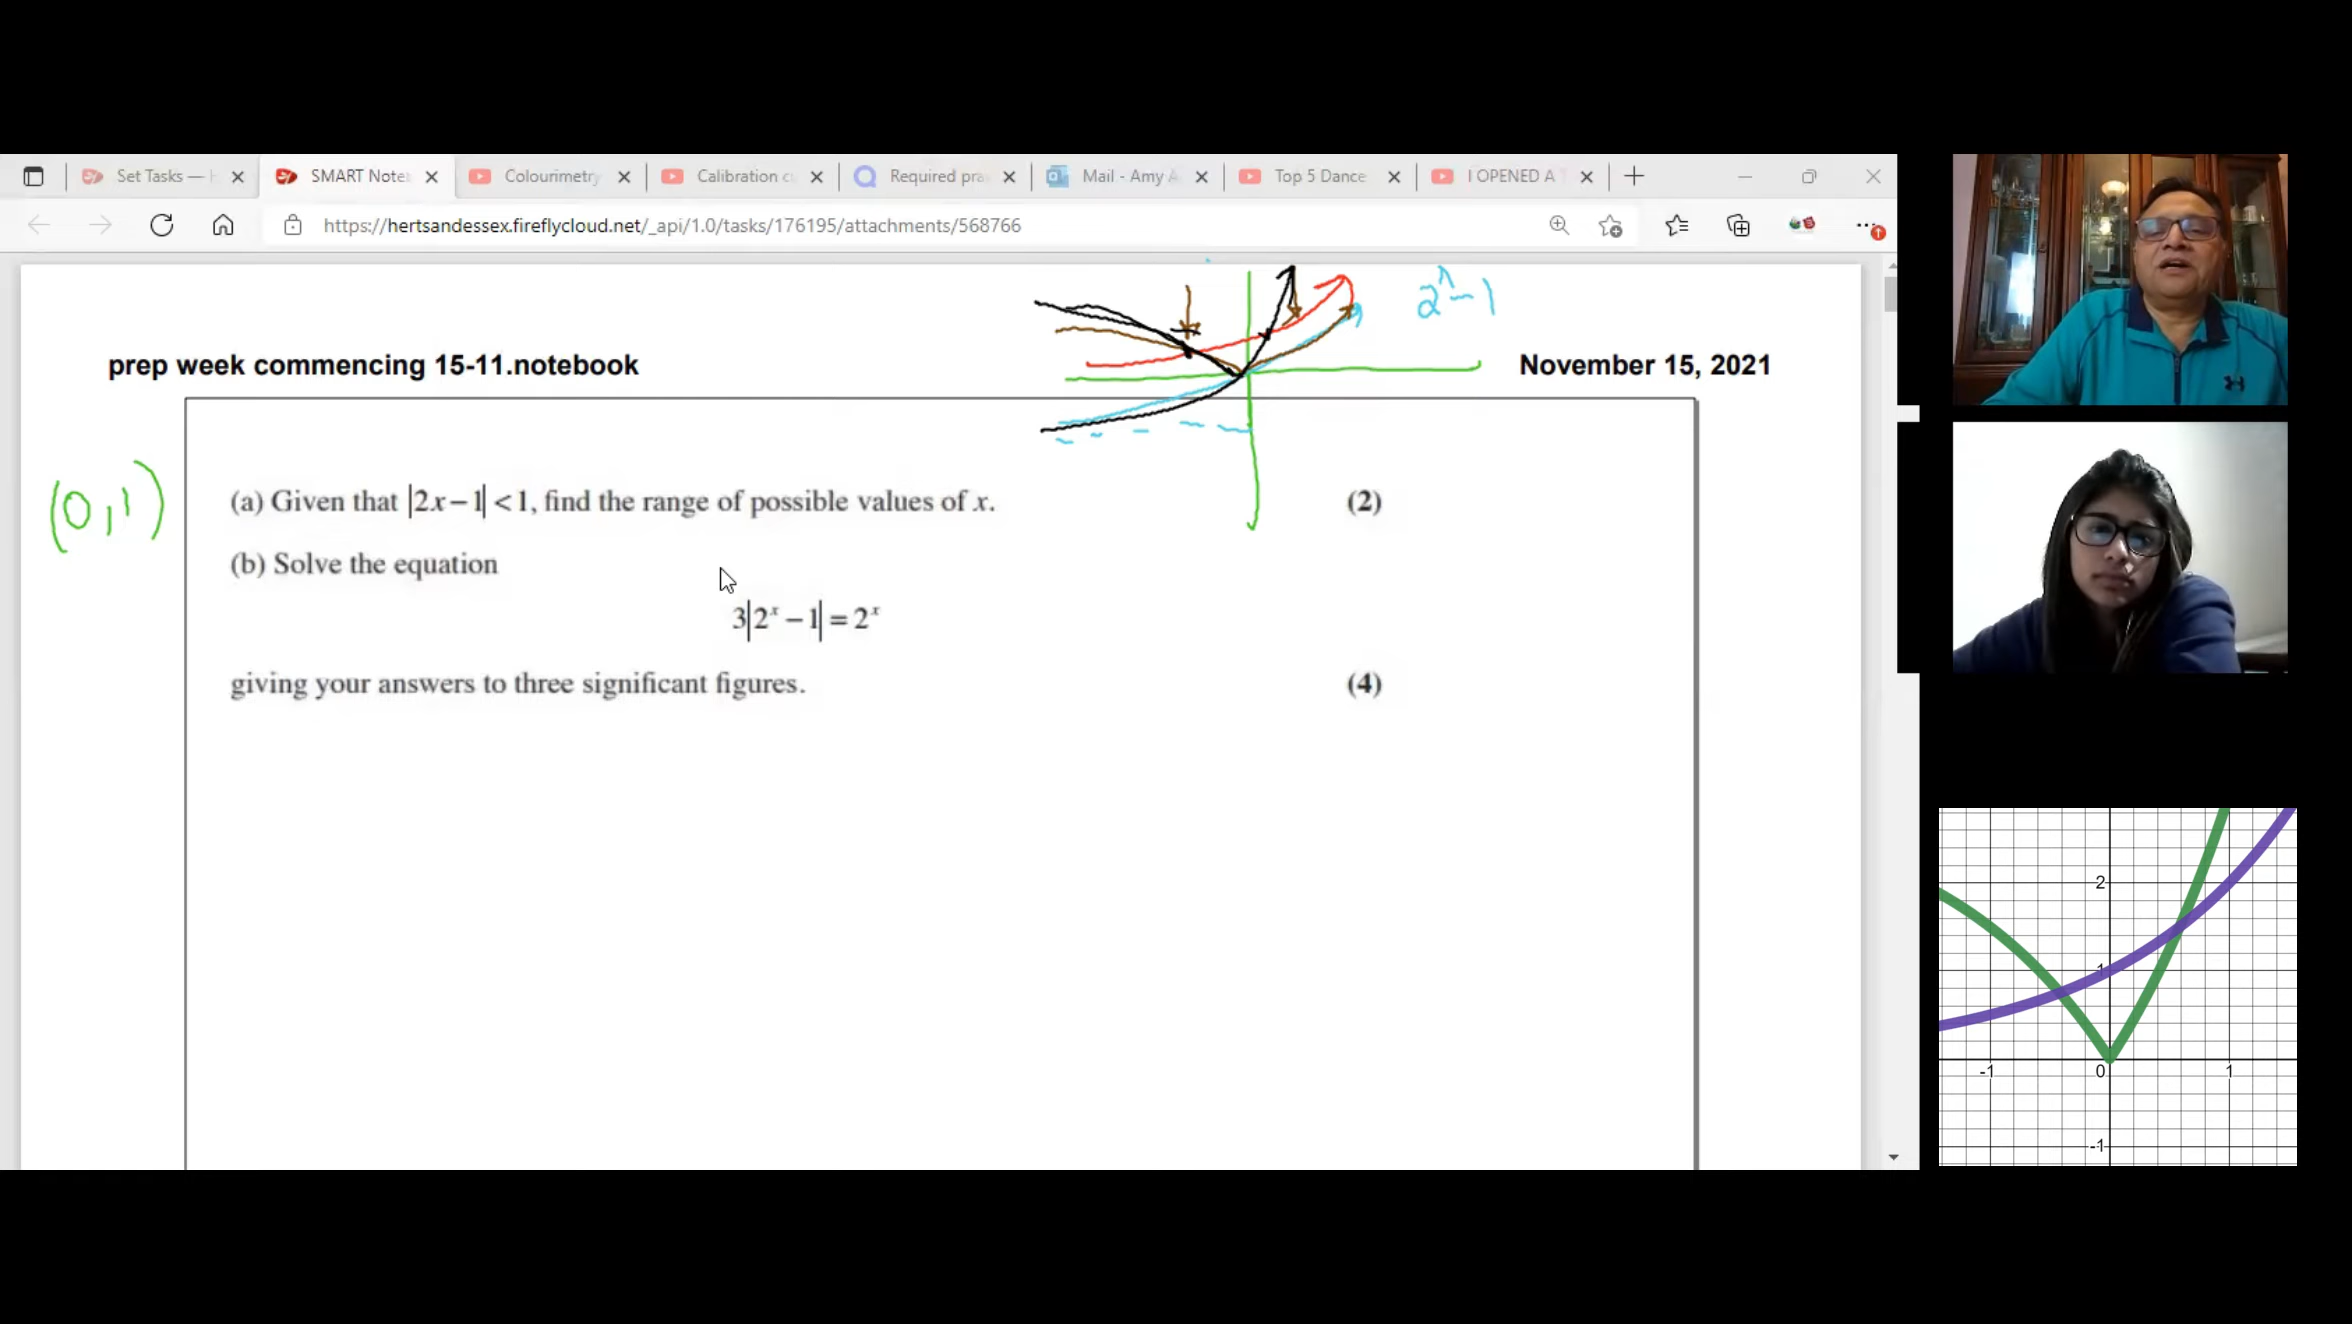 Set Tasks — H
SMART Note
Colourimetry
Calibration c
Required pra
Mail - Amy A
Top 5 Dance
I OPENED A
https://hertsandessex.fireflycloud.net/_api/1.0/tasks/176195/attachments/568766
2ˣ-1
prep week commencing 15-11.notebook
November 15, 2021
(0,1)
(a) Given that |2x−1| <1, find the range of possible values of x. (2)
(b) Solve the equation
3|2ˣ − 1| = 2ˣ
giving your answers to three significant figures. (4)
2
1
-1 0 1
-1